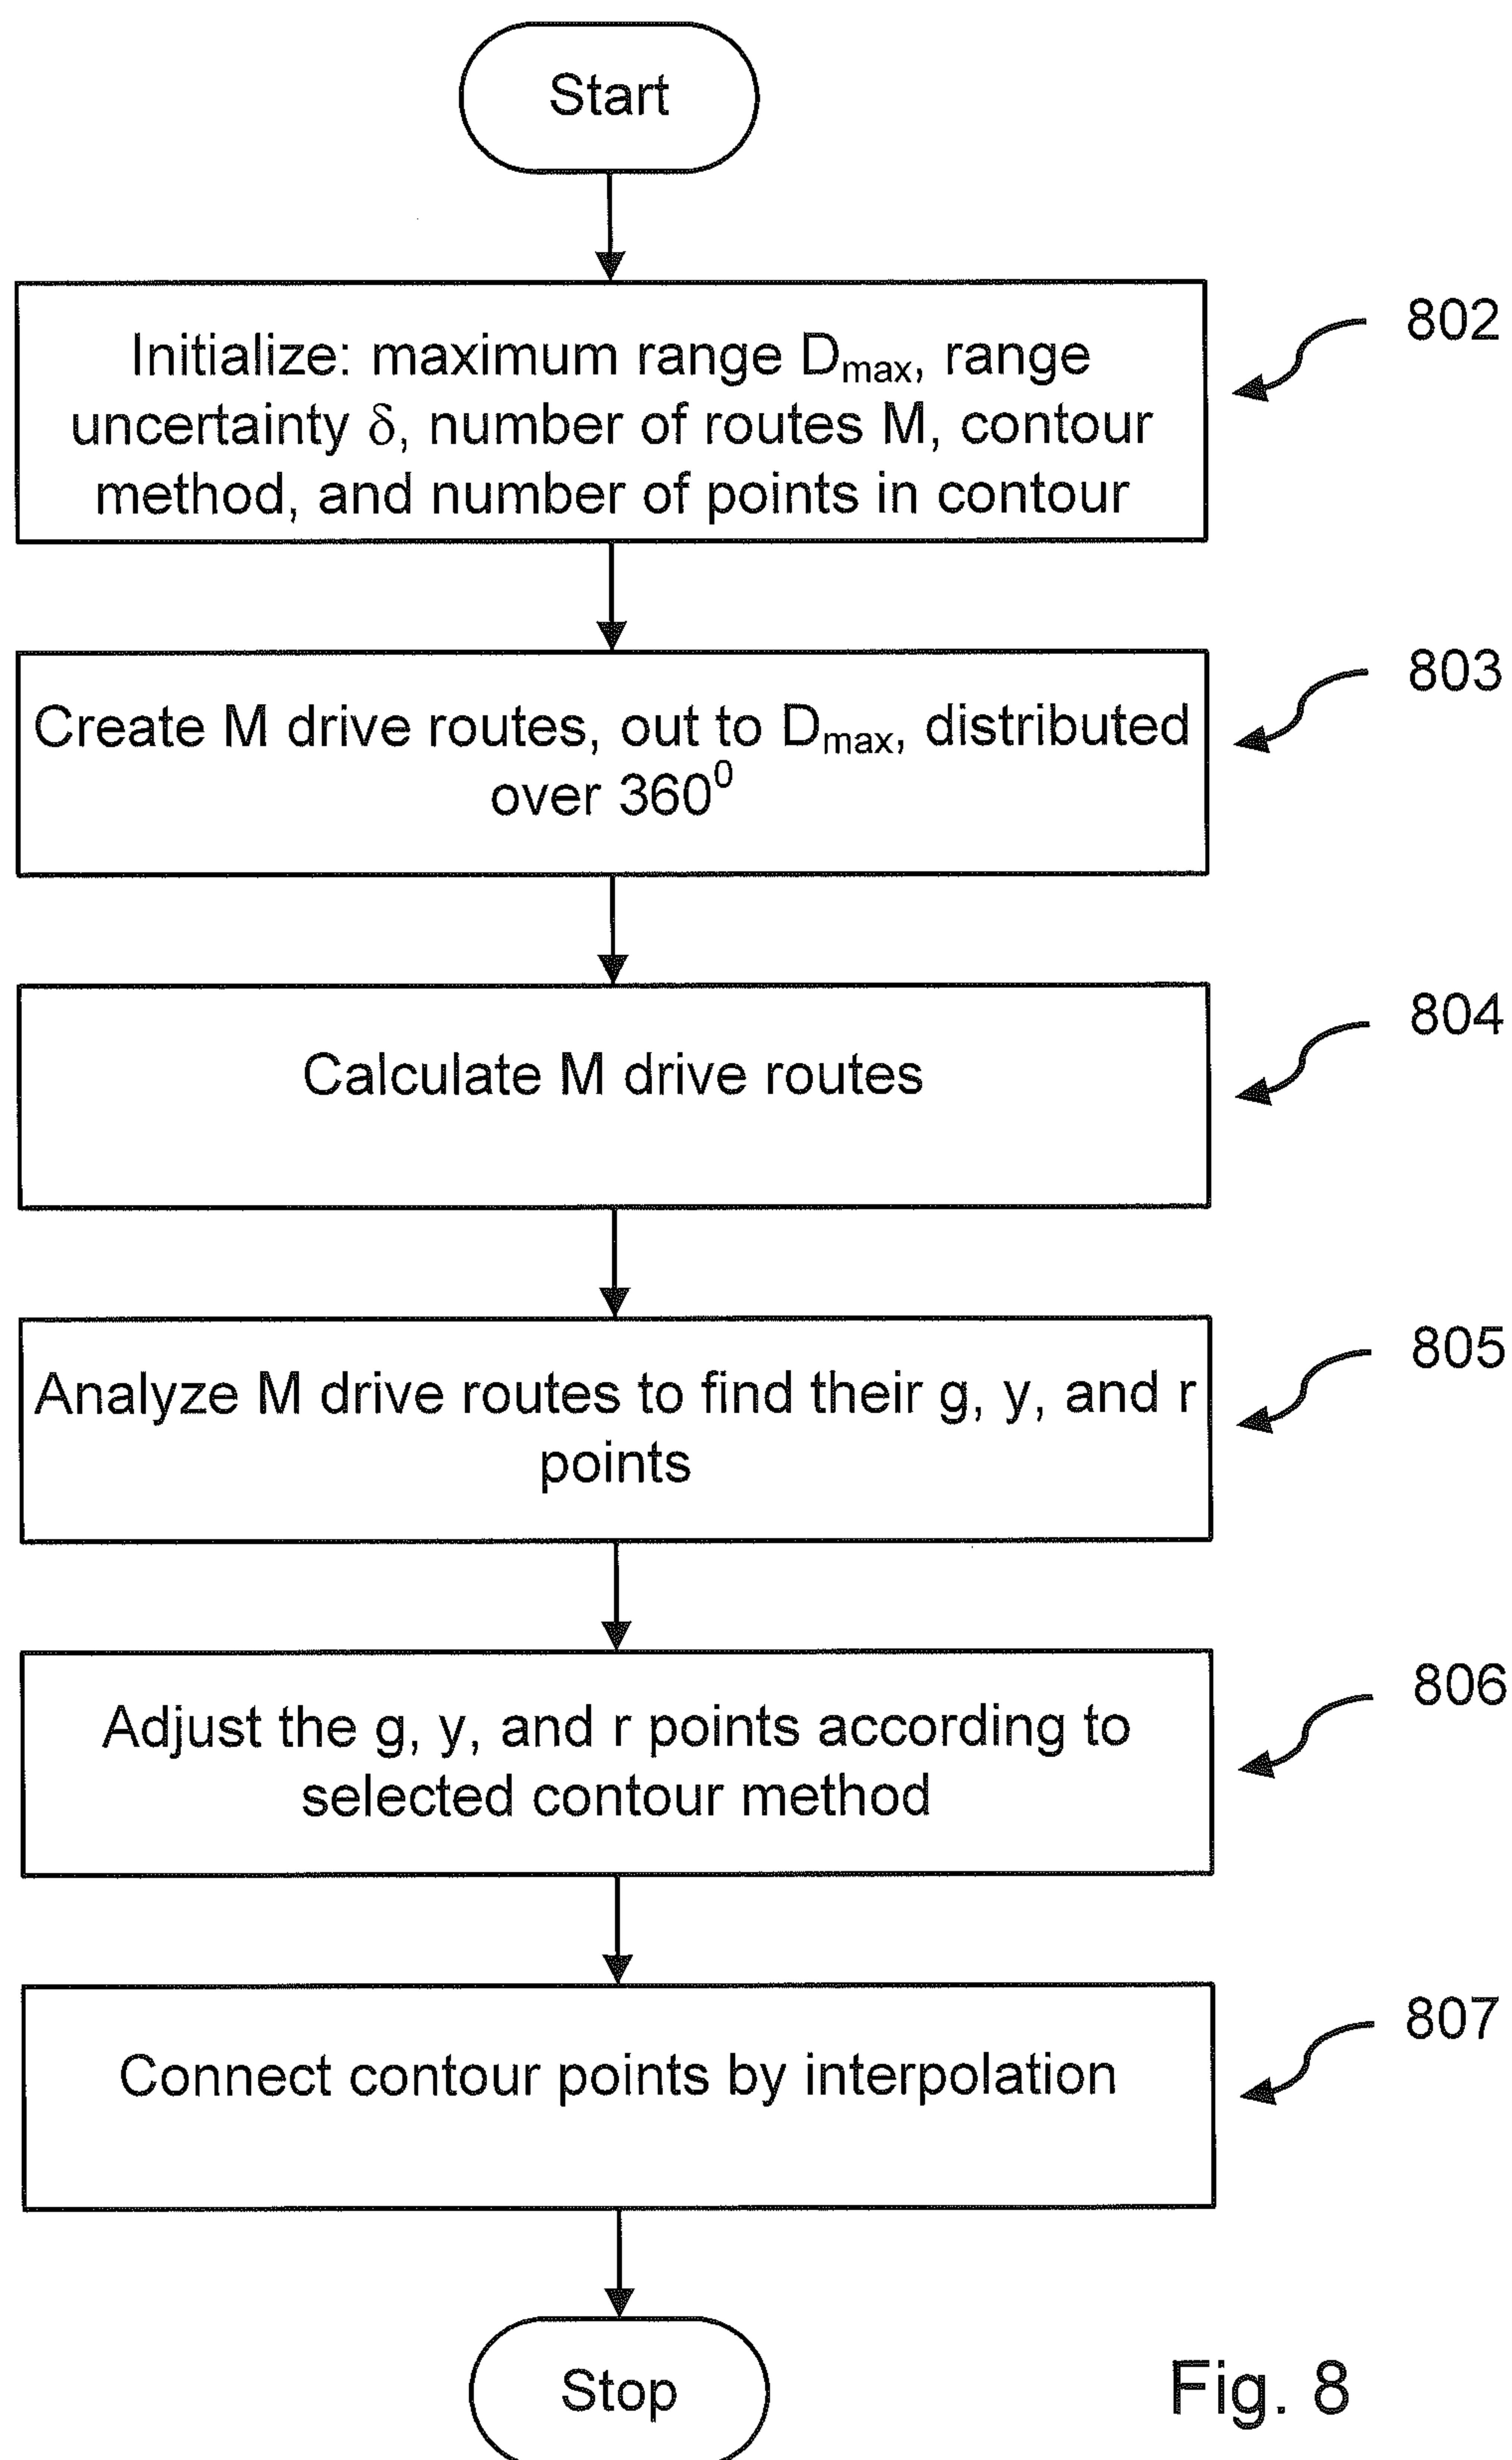 Start
Initialize: maximum range Dmax, range
uncertainty δ, number of routes M, contour
method, and number of points in contour
802
Create M drive routes, out to Dmax, distributed
over 360⁰
803
Calculate M drive routes
804
Analyze M drive routes to find their g, y, and r
points
805
Adjust the g, y, and r points according to
selected contour method
806
Connect contour points by interpolation
807
Stop
Fig. 8